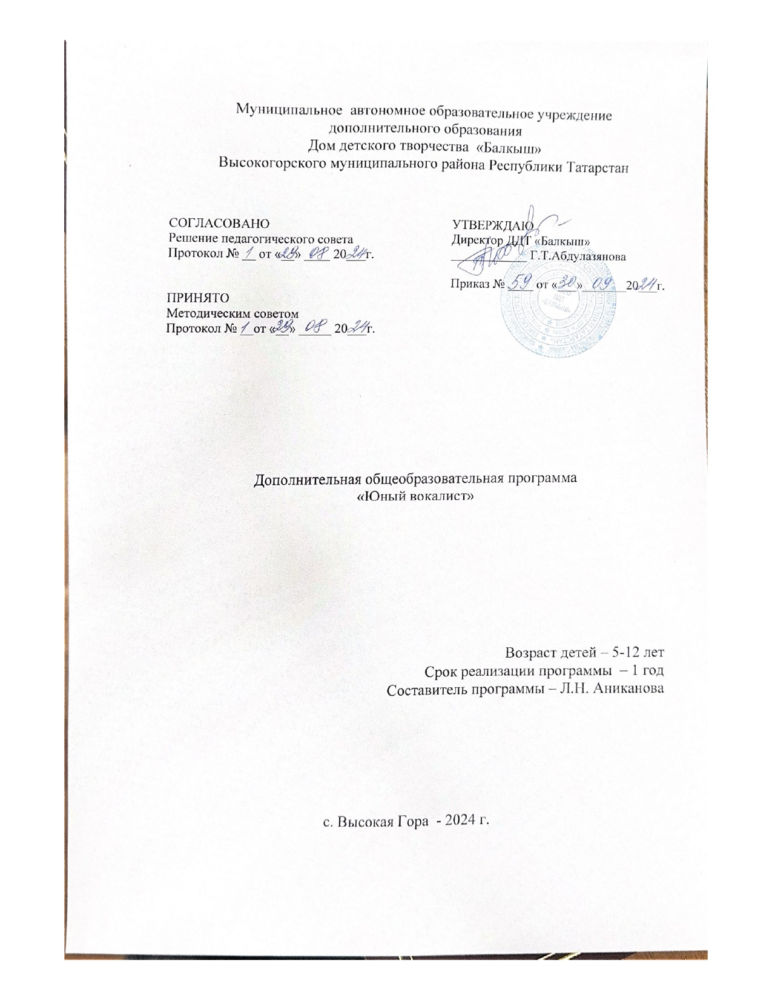 Муниципальное автономное образовательное учреждение
дополнительного образования
Дом детского творчества «Балкыш»
Высокогорского муниципального района Республики Татарстан
СОГЛАСОВАНО
Решение педагогического совета
Протокол № 1 от «29» 08 2024г.
ПРИНЯТО
Методическим советом
Протокол № 1 от «29» 08 2024г.
УТВЕРЖДАЮ
Директор ДДТ «Балкыш»
Г.Т.Абдулазянова
Приказ № 59 от «30» 09 2024г.
ДДТ
«БАЛКЫШ»
Дополнительная общеобразовательная программа
«Юный вокалист»
Возраст детей – 5-12 лет
Срок реализации программы – 1 год
Составитель программы – Л.Н. Аниканова
с. Высокая Гора - 2024 г.